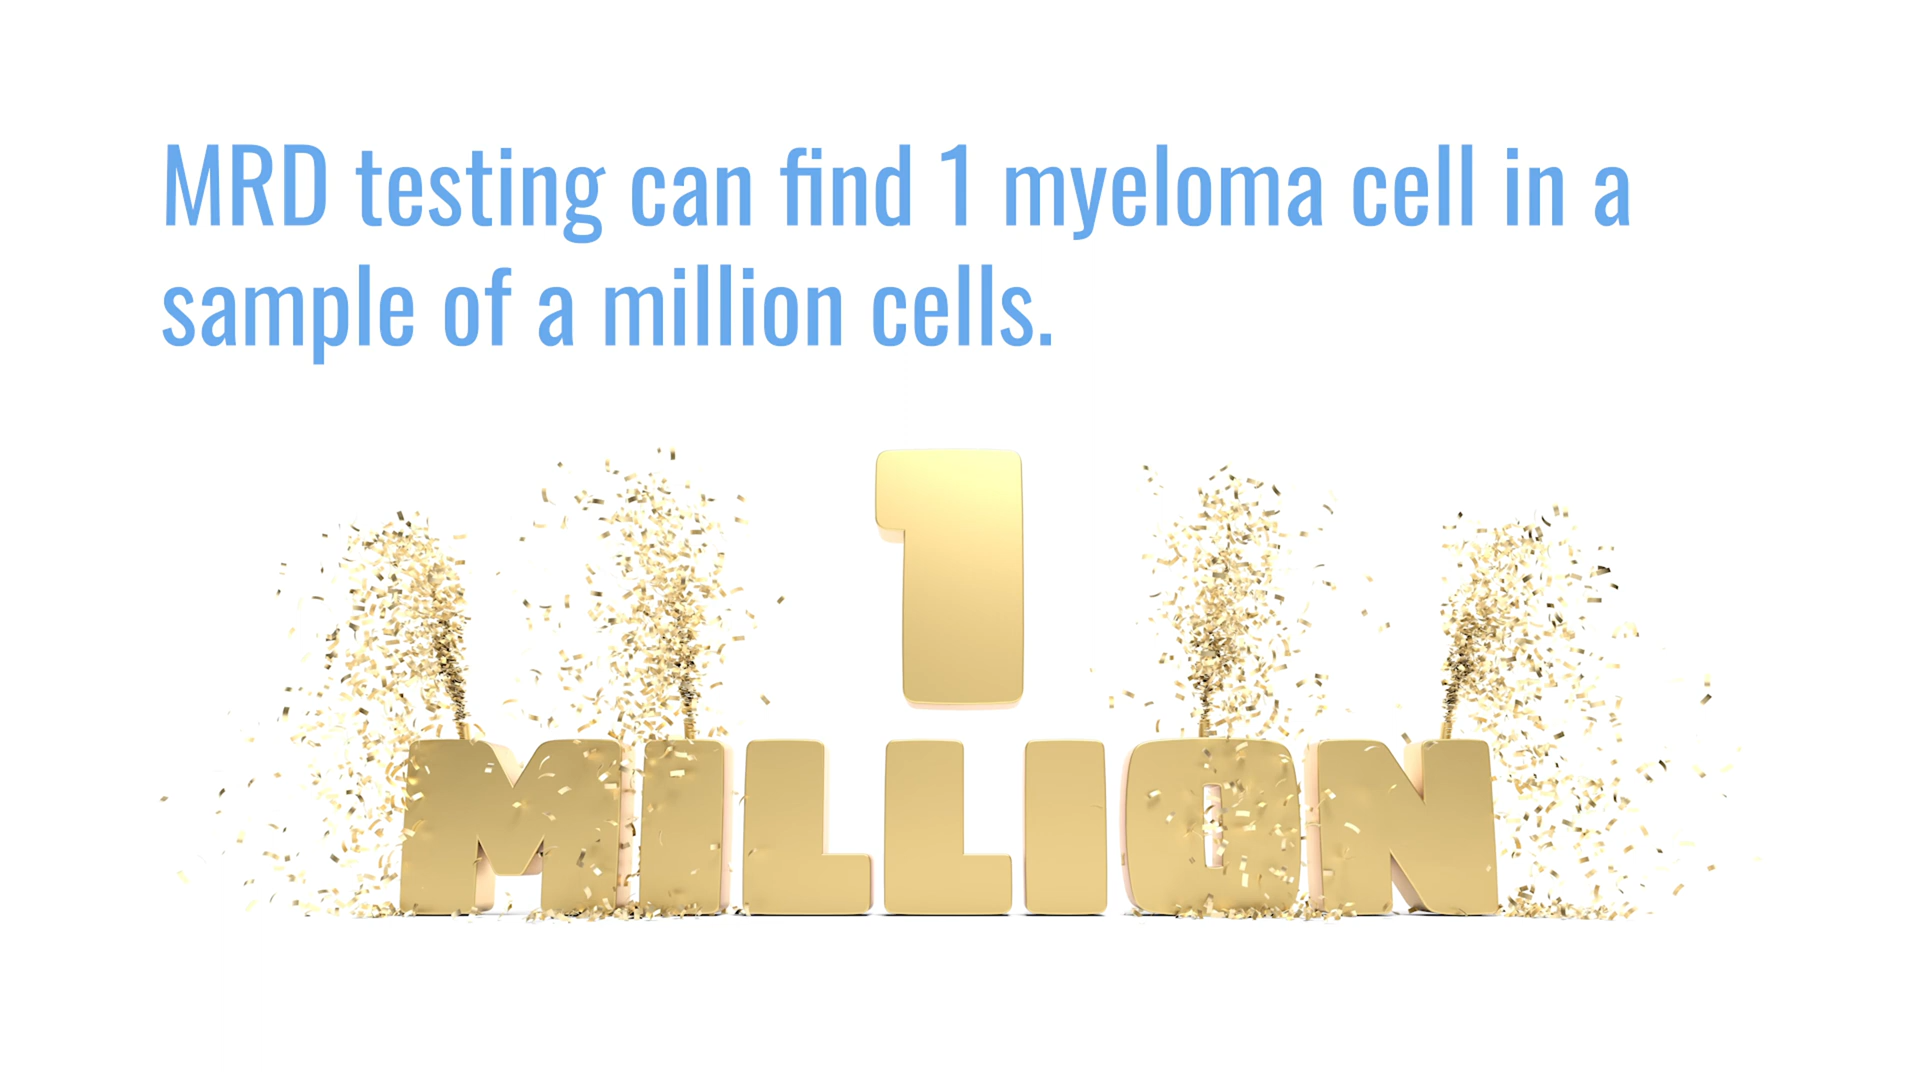 MRD testing can find 1 myeloma cell in a
sample of a million cells.
1
MILLION